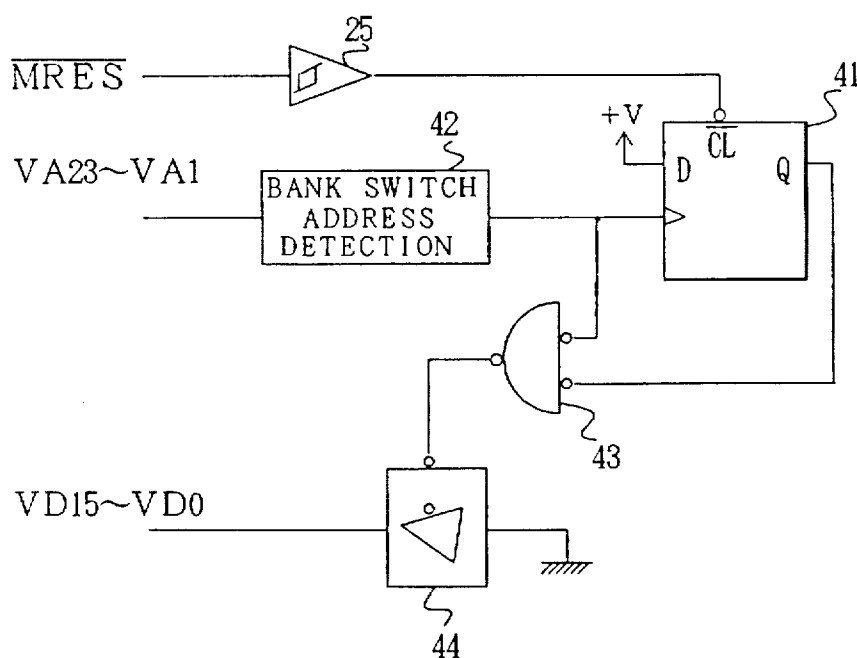 25
MRES
41
+V
CL
42
VA23~VA1
D
Q
BANK SWITCH
ADDRESS
DETECTION
43
VD15~VD0
44